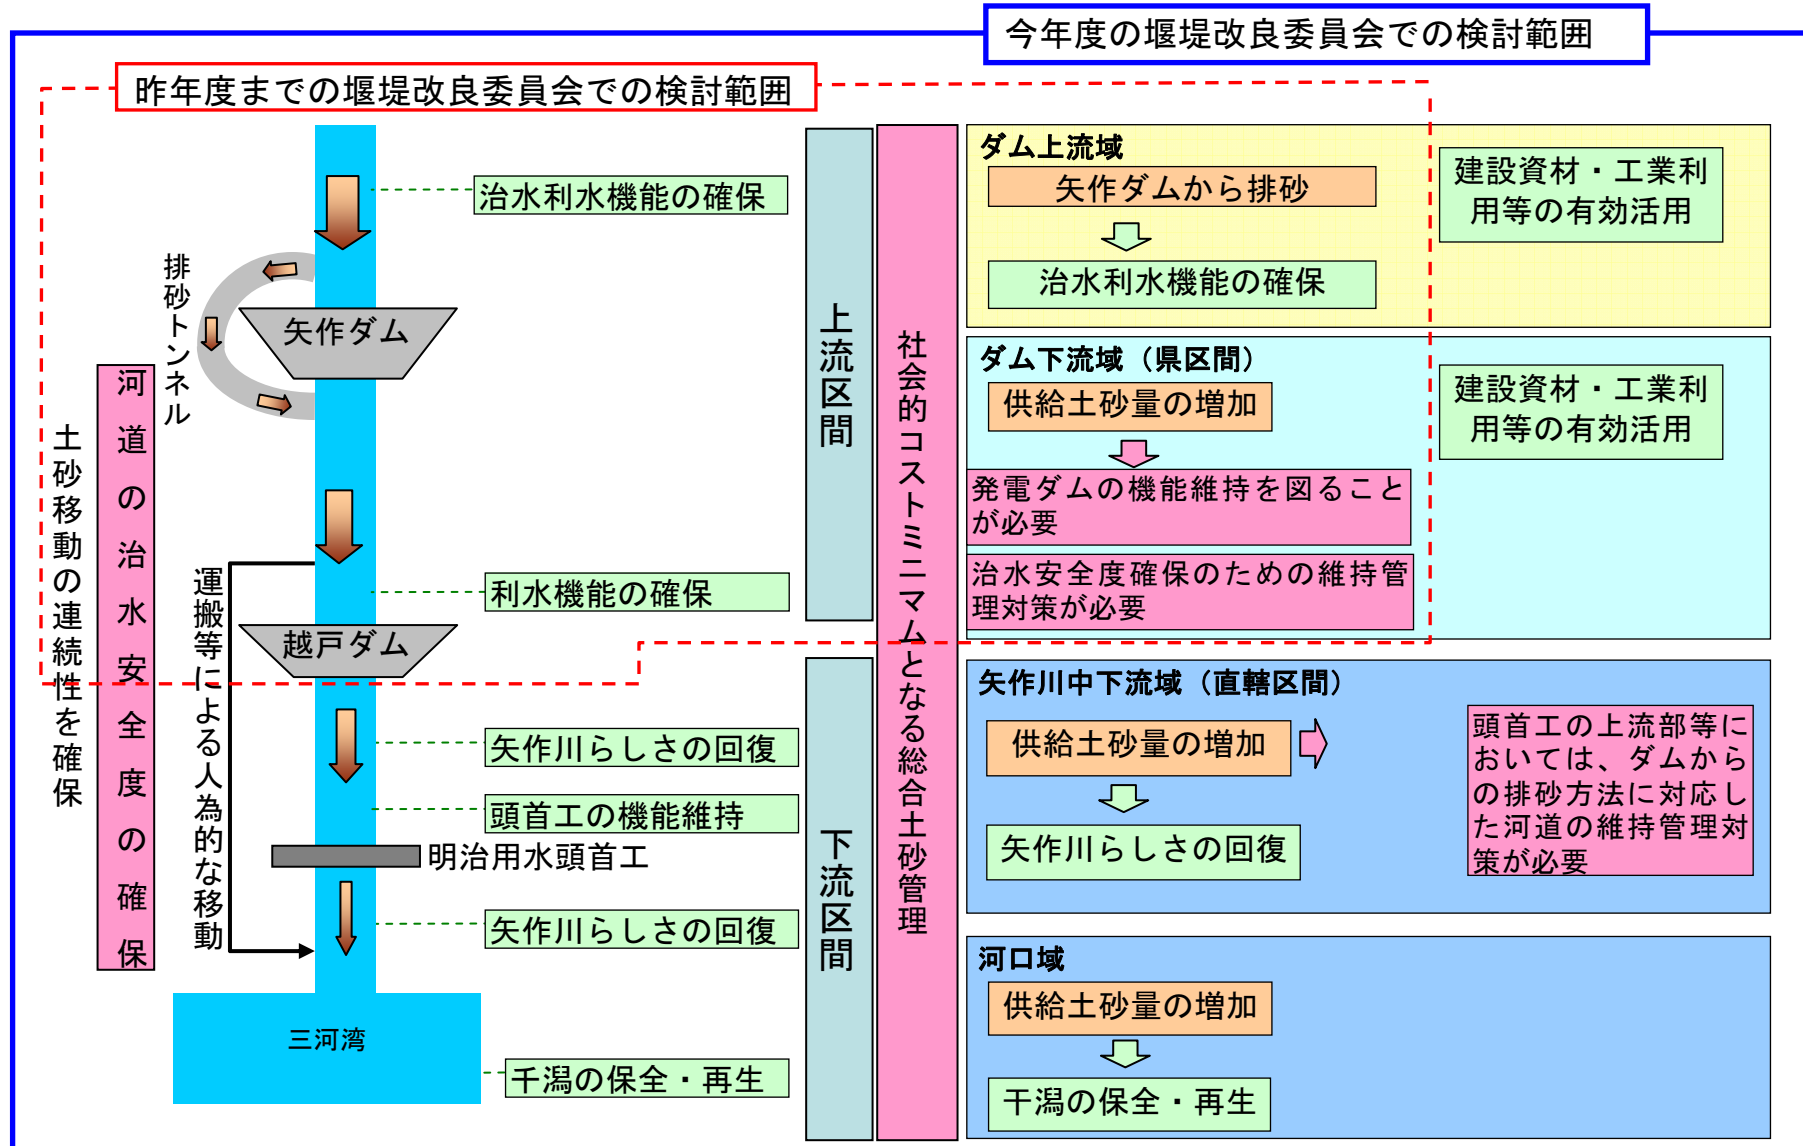 今年度の堰堤改良委員会での検討範囲
昨年度までの堰堤改良委員会での検討範囲
土砂移動の連続性を確保
河道の治水安全度の確保
排砂トンネル
運搬等による人為的な移動
治水利水機能の確保
矢作ダム
利水機能の確保
越戸ダム
矢作川らしさの回復
頭首工の機能維持
明治用水頭首工
矢作川らしさの回復
三河湾
干潟の保全・再生
上流区間
下流区間
社会的コストミニマムとなる総合土砂管理
ダム上流域
矢作ダムから排砂
治水利水機能の確保
建設資材・工業利
用等の有効活用
ダム下流域（県区間）
供給土砂量の増加
発電ダムの機能維持を図ること
が必要
治水安全度確保のための維持管
理対策が必要
建設資材・工業利
用等の有効活用
矢作川中下流域（直轄区間）
供給土砂量の増加
矢作川らしさの回復
頭首工の上流部等に
おいては、ダムから
の排砂方法に対応し
た河道の維持管理対
策が必要
河口域
供給土砂量の増加
干潟の保全・再生